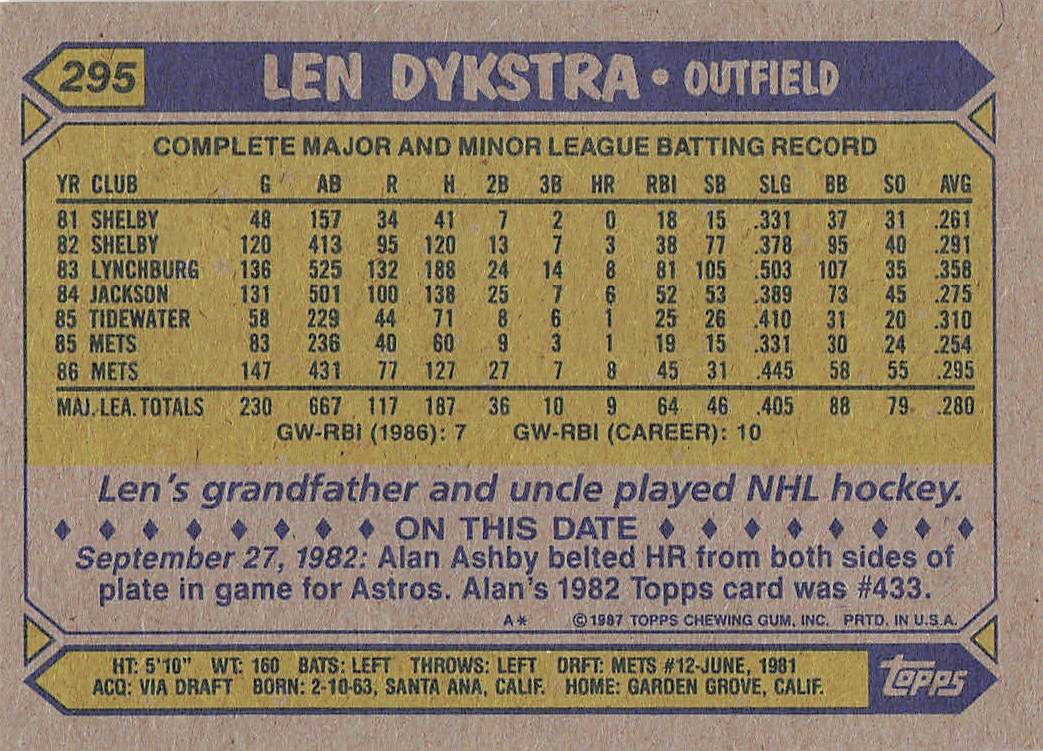 295 LEN DYKSTRA • OUTFIELD
COMPLETE MAJOR AND MINOR LEAGUE BATTING RECORD
YR CLUB G AB R H 2B 3B HR RBI SB SLG BB SO AVG
81 SHELBY 48 157 34 41 7 2 0 18 15 .331 37 31 .261
82 SHELBY 120 413 95 120 13 7 3 38 77 .378 95 40 .291
83 LYNCHBURG 136 525 132 188 24 14 8 81 105 .503 107 35 .358
84 JACKSON 131 501 100 138 25 7 6 52 53 .389 73 45 .275
85 TIDEWATER 58 229 44 71 8 6 1 25 26 .410 31 20 .310
85 METS 83 236 40 60 9 3 1 19 15 .331 30 24 .254
86 METS 147 431 77 127 27 7 8 45 31 .445 58 55 .295
MAJ.LEA.TOTALS 230 667 117 187 36 10 9 64 46 .405 88 79 .280
GW-RBI (1986): 7 GW-RBI (CAREER): 10
Len's grandfather and uncle played NHL hockey.
♦ ♦ ♦ ♦ ♦ ♦ ♦ ♦ ON THIS DATE ♦ ♦ ♦ ♦ ♦ ♦ ♦ ♦
September 27, 1982: Alan Ashby belted HR from both sides of
plate in game for Astros. Alan's 1982 Topps card was #433.
A* ©1987 TOPPS CHEWING GUM, INC. PRTD. IN U.S.A.
HT: 5'10" WT: 160 BATS: LEFT THROWS: LEFT DRFT: METS #12-JUNE, 1981
ACQ: VIA DRAFT BORN: 2-10-63, SANTA ANA, CALIF. HOME: GARDEN GROVE, CALIF.
topps